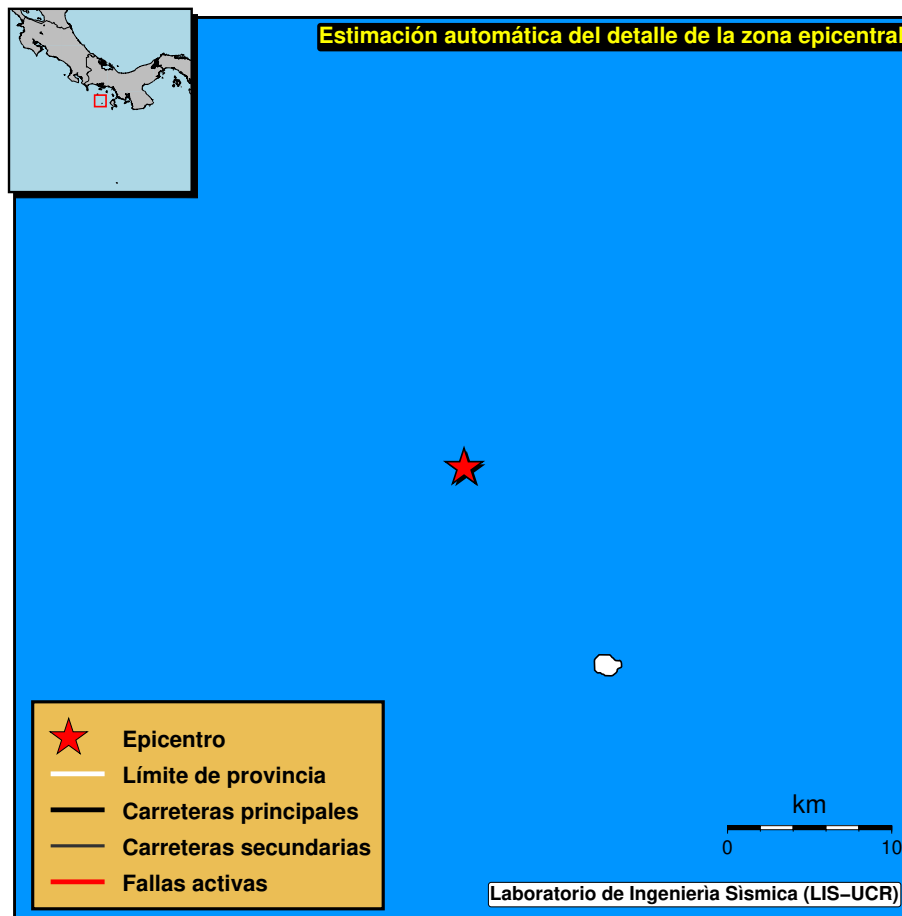 Estimación automática del detalle de la zona epicentral
Epicentro
Límite de provincia
Carreteras principales
Carreteras secundarias
Fallas activas
km
0 10
Laboratorio de Ingenierìa Sìsmica (LIS−UCR)